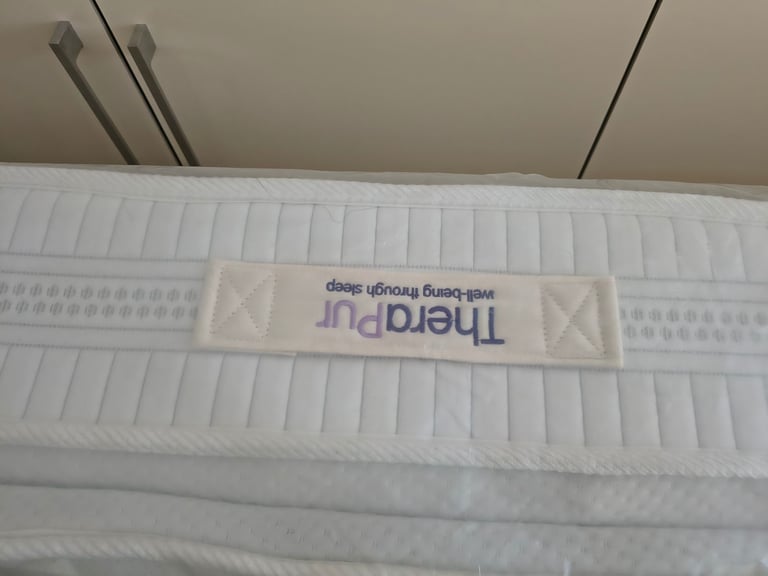 TheraPur
well-being through sleep